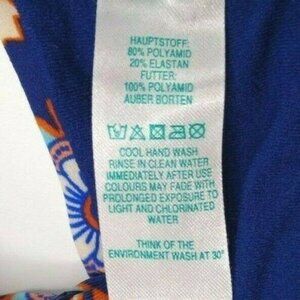 HAUPTSTOFF:
80% POLYAMID
20% ELASTAN
FUTTER:
100% POLYAMID
AUßER BORTEN
COOL HAND WASH
RINSE IN CLEAN WATER
IMMEDIATELY AFTER USE
COLOURS MAY FADE WITH
PROLONGED EXPOSURE TO
LIGHT AND CHLORINATED
WATER
THINK OF THE
ENVIRONMENT WASH AT 30°